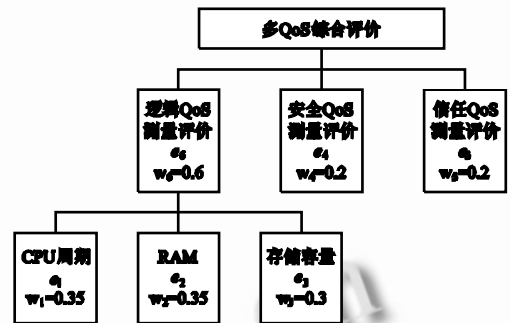 多QoS综合评价
逻辑QoS
测量评价
e₆
w₆=0.6
安全QoS
测量评价
e₄
w₄=0.2
信任QoS
测量评价
e₅
w₅=0.2
CPU周期
e₁
w₁=0.35
RAM
e₂
w₂=0.35
存储容量
e₃
w₃=0.3